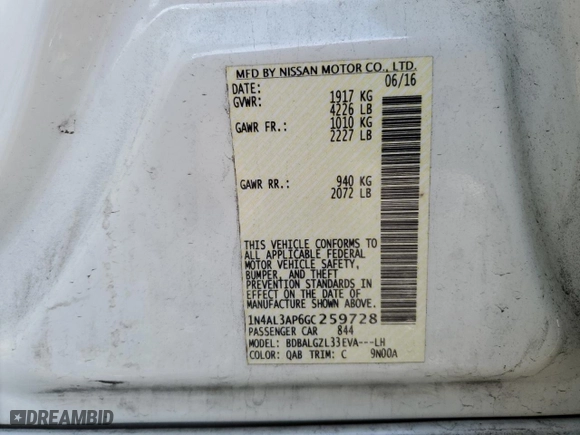 MFD BY NISSAN MOTOR CO., LTD.
DATE: 06/16
GVWR: 1917 KG
4226 LB
GAWR FR.: 1010 KG
2227 LB
GAWR RR.: 940 KG
2072 LB
THIS VEHICLE CONFORMS TO
ALL APPLICABLE FEDERAL
MOTOR VEHICLE SAFETY,
BUMPER, AND THEFT
PREVENTION STANDARDS IN
EFFECT ON THE DATE OF
MANUFACTURE SHOWN ABOVE.
1N4AL3AP6GC259728
PASSENGER CAR 844
MODEL: BDBALGZL33EVA---LH
COLOR: QAB TRIM: C 9N00A
DREAMBID